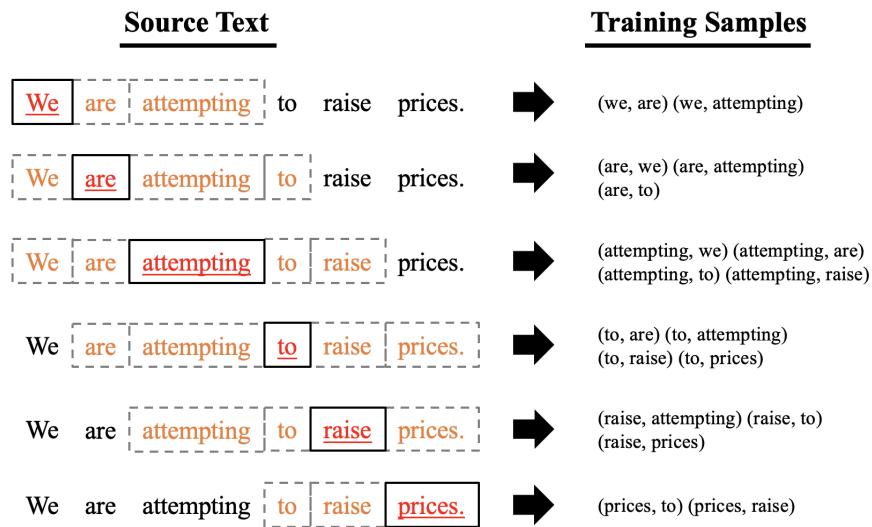 Source Text
Training Samples
We are attempting to raise prices.
(we, are) (we, attempting)
We are attempting to raise prices.
(are, we) (are, attempting)
(are, to)
We are attempting to raise prices.
(attempting, we) (attempting, are)
(attempting, to) (attempting, raise)
We are attempting to raise prices.
(to, are) (to, attempting)
(to, raise) (to, prices)
We are attempting to raise prices.
(raise, attempting) (raise, to)
(raise, prices)
We are attempting to raise prices.
(prices, to) (prices, raise)